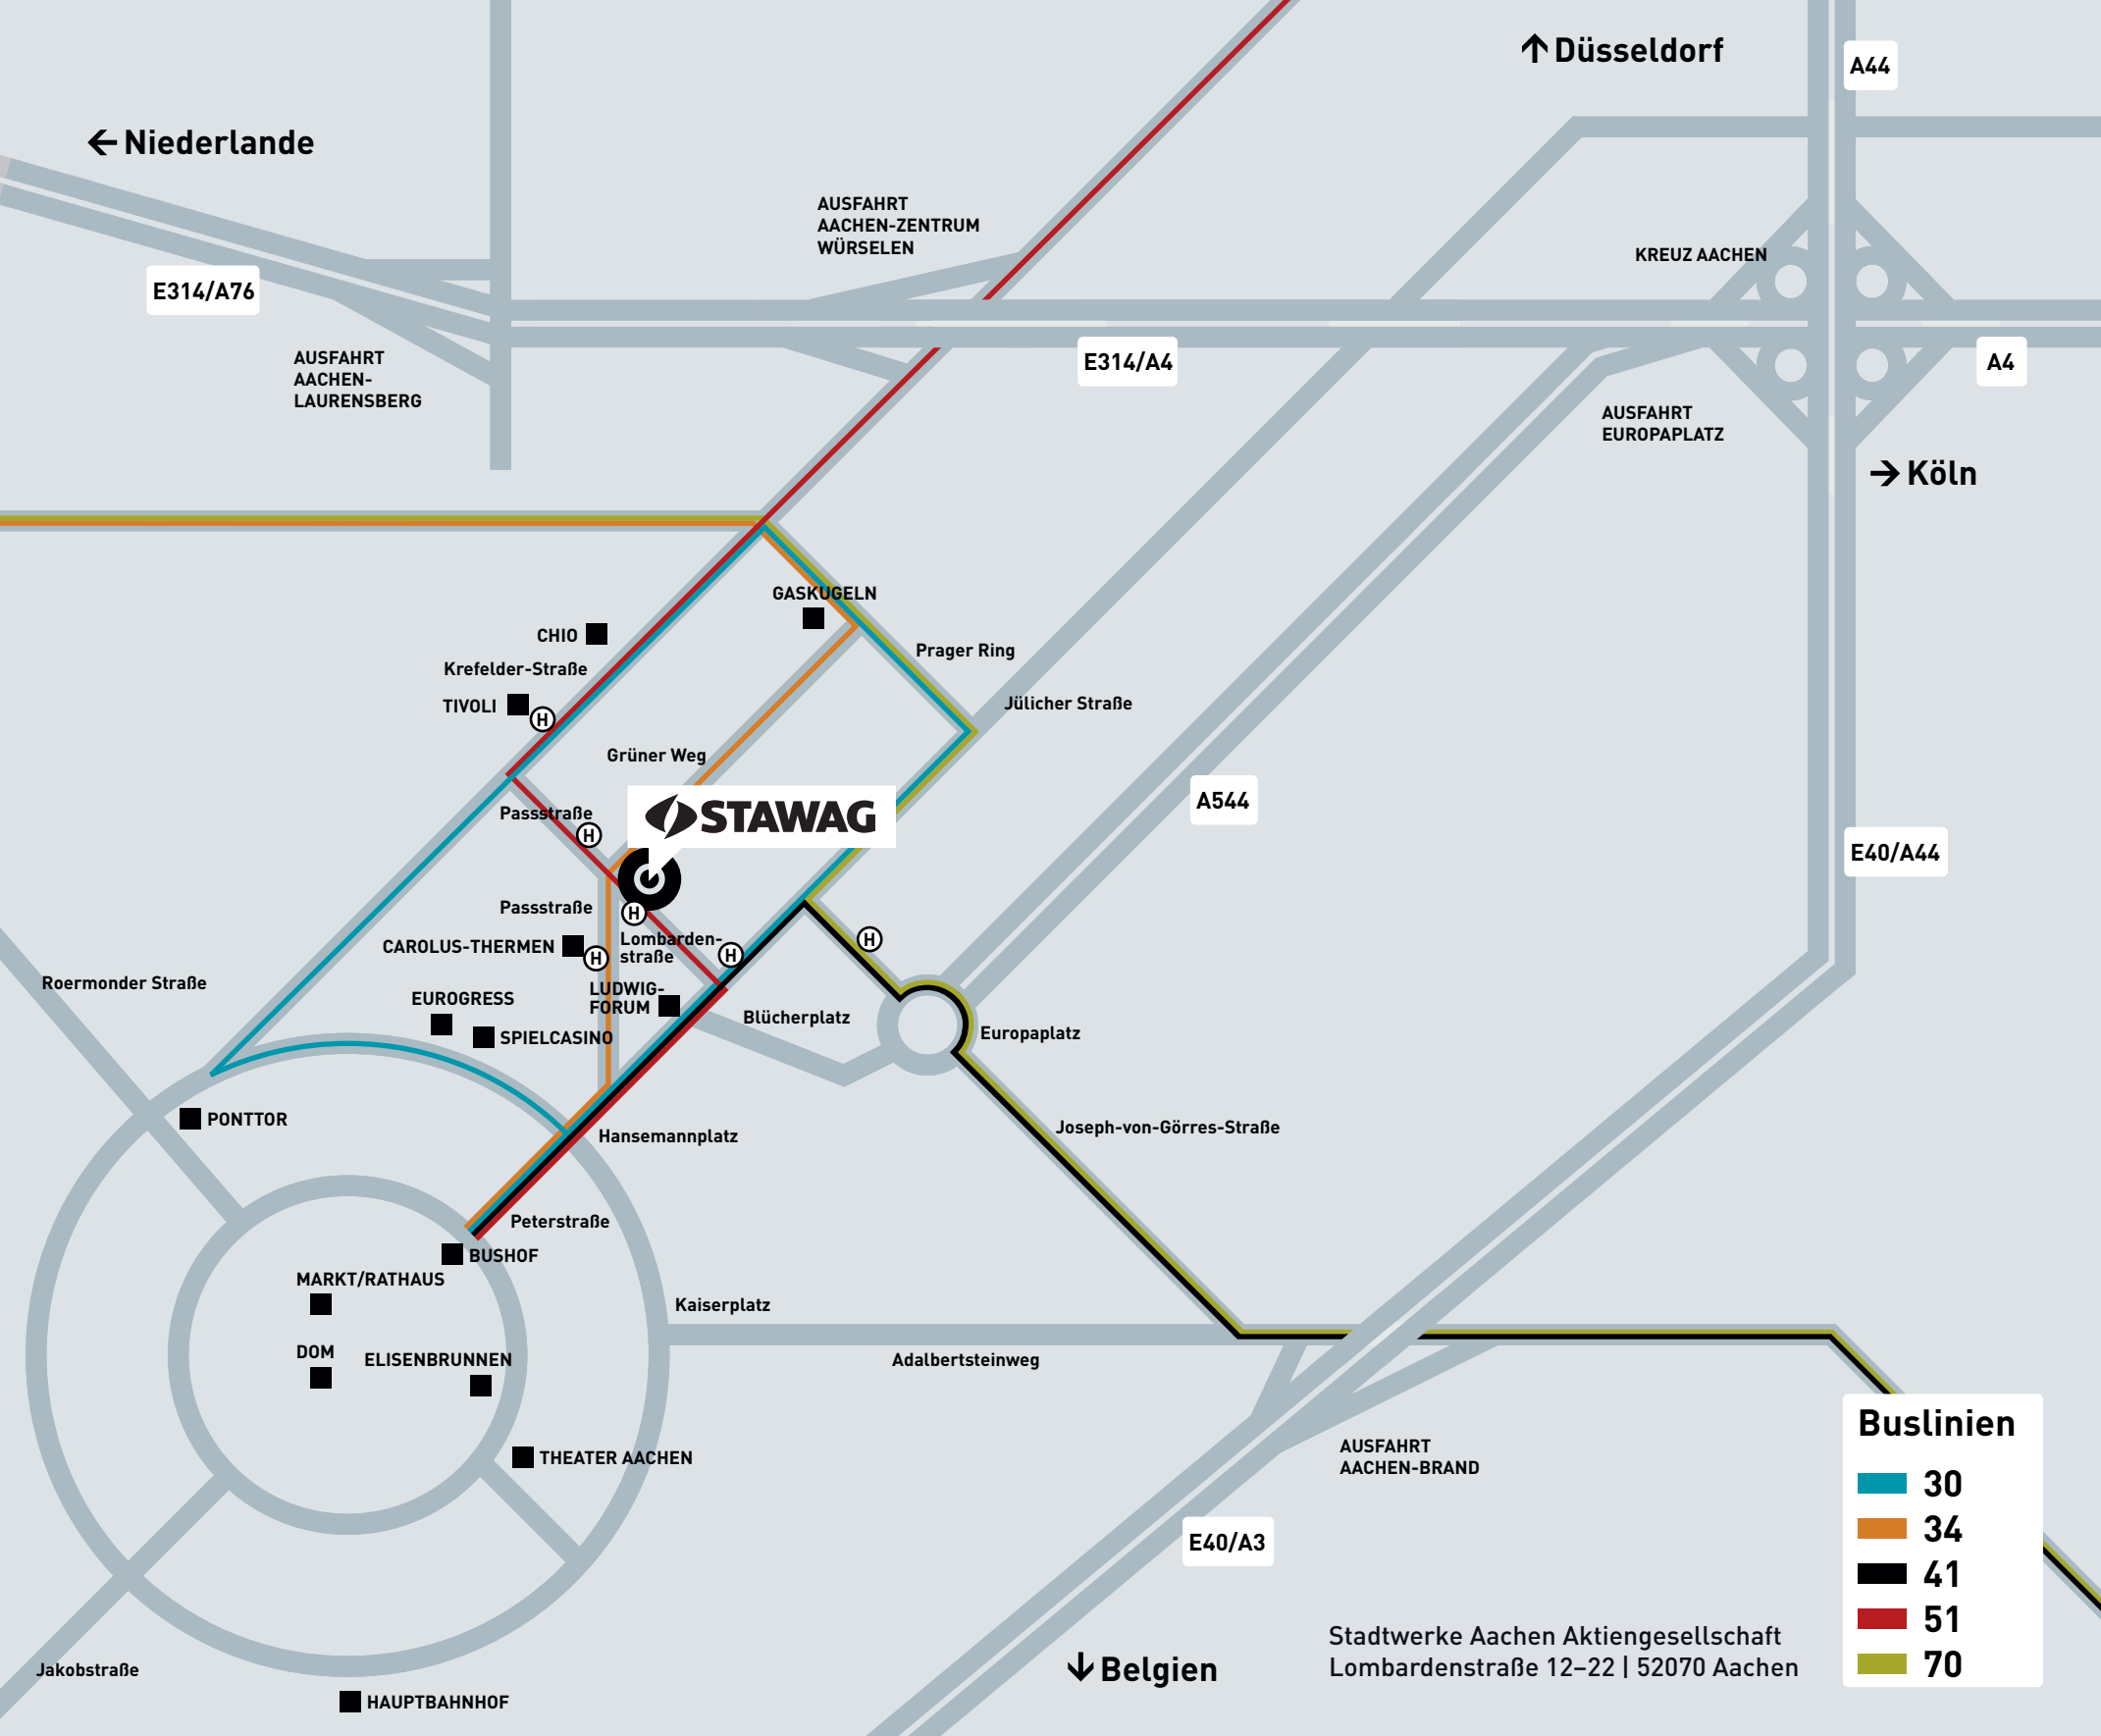 Düsseldorf
A44
Niederlande
AUSFAHRT
AACHEN-ZENTRUM
WÜRSELEN
KREUZ AACHEN
E314/A76
AUSFAHRT
AACHEN-
LAURENSBERG
E314/A4
A4
AUSFAHRT
EUROPAPLATZ
Köln
GASKUGELN
CHIO
Krefelder-Straße
Prager Ring
TIVOLI
H
Jülicher Straße
Grüner Weg
STAWAG
A544
Passstraße
H
E40/A44
Passstraße
H
Lombarden-
straße
CAROLUS-THERMEN
H
H
H
Roermonder Straße
LUDWIG-
FORUM
EUROGRESS
SPIELCASINO
Blücherplatz
Europaplatz
PONTTOR
Hansemannplatz
Joseph-von-Görres-Straße
Peterstraße
BUSHOF
MARKT/RATHAUS
Kaiserplatz
DOM
ELISENBRUNNEN
Adalbertsteinweg
THEATER AACHEN
AUSFAHRT
AACHEN-BRAND
E40/A3
Buslinien
30
34
41
51
70
Stadtwerke Aachen Aktiengesellschaft
Lombardenstraße 12–22 | 52070 Aachen
Belgien
Jakobstraße
HAUPTBAHNHOF